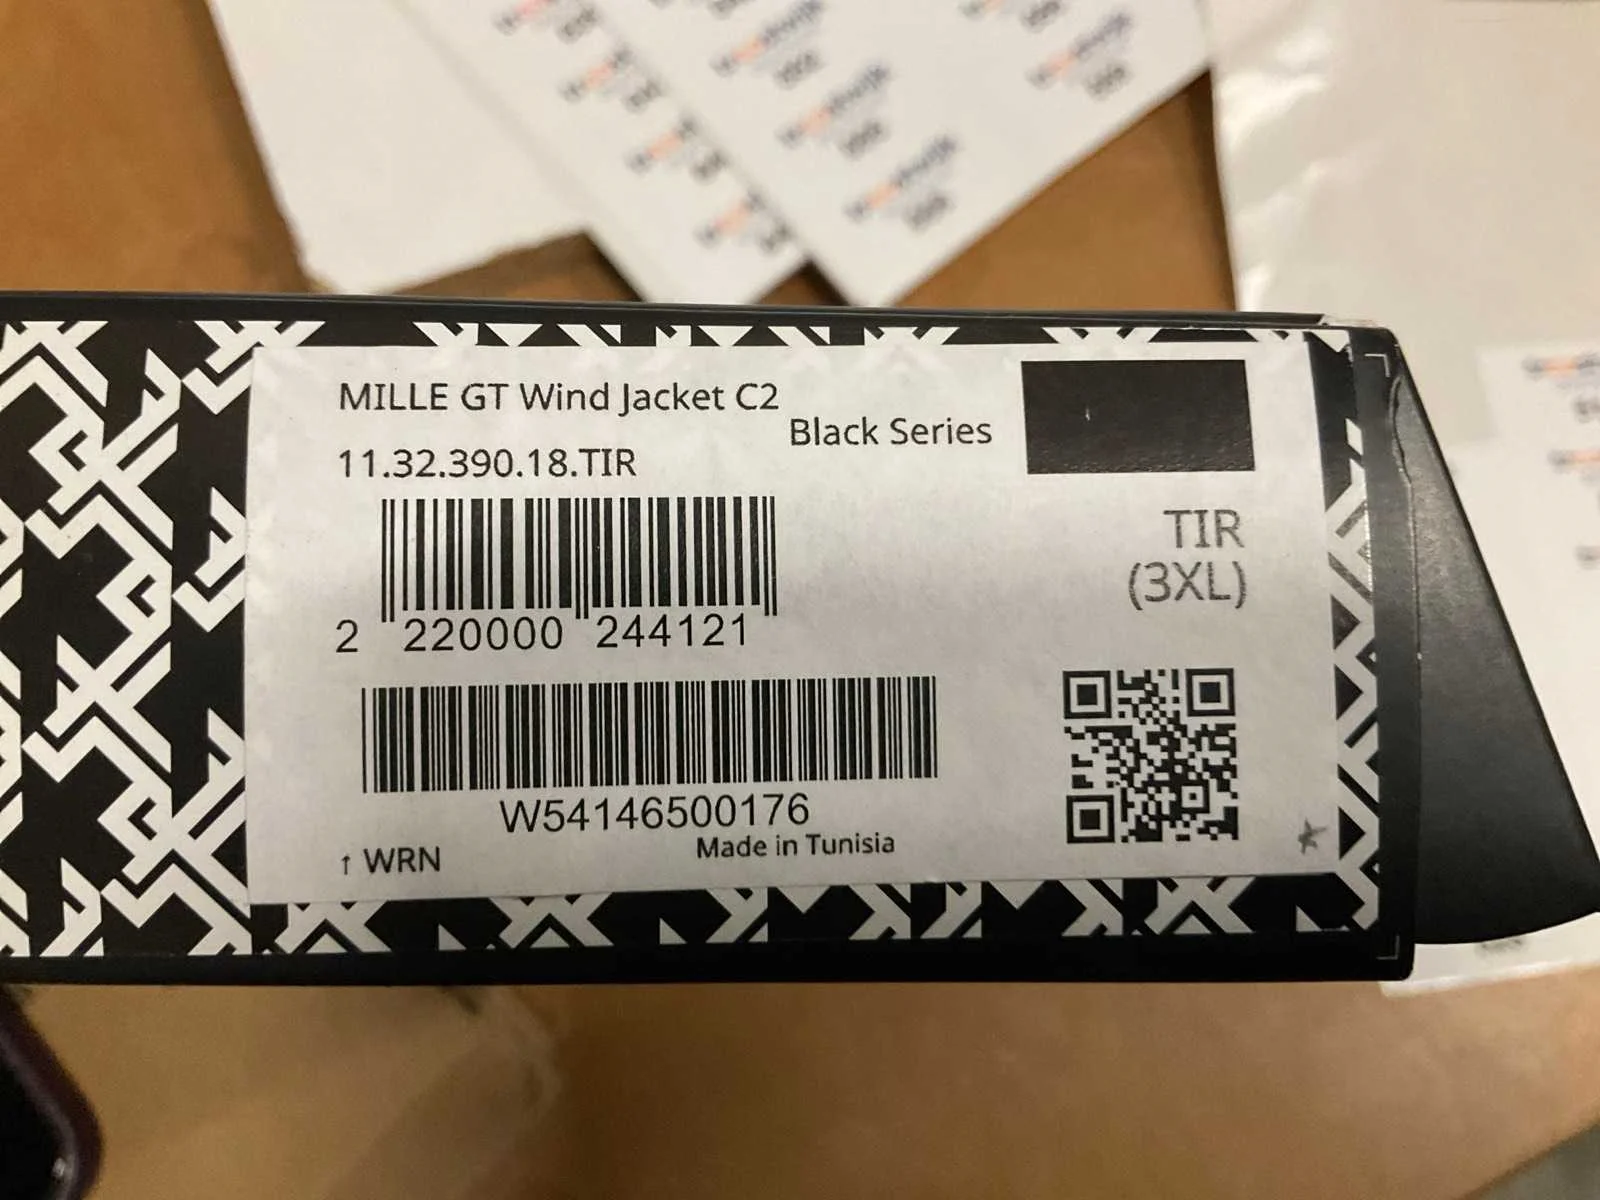 MILLE GT Wind Jacket C2
Black Series
11.32.390.18.TIR
TIR
(3XL)
2 220000 244121
W54146500176
Made in Tunisia
↑ WRN